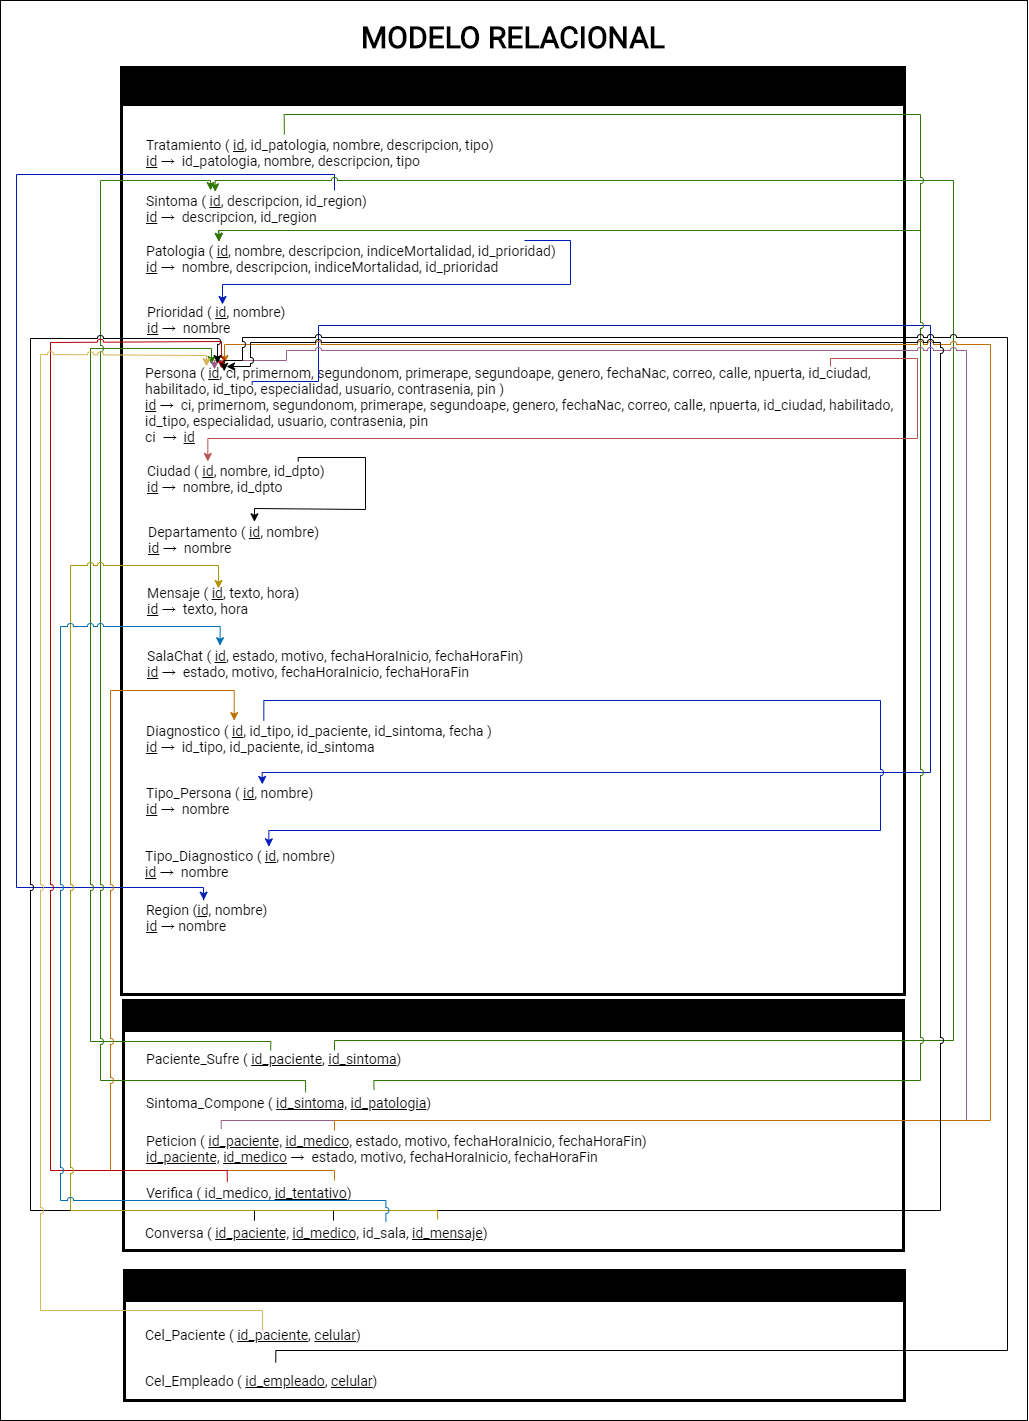 MODELO RELACIONAL
Tratamiento ( id, id_patologia, nombre, descripcion, tipo)
id → id_patologia, nombre, descripcion, tipo
Sintoma ( id, descripcion, id_region)
id → descripcion, id_region
Patologia ( id, nombre, descripcion, indiceMortalidad, id_prioridad)
id → nombre, descripcion, indiceMortalidad, id_prioridad
Prioridad ( id, nombre)
id → nombre
Persona ( id, ci, primernom, segundonom, primerape, segundoape, genero, fechaNac, correo, calle, npuerta, id_ciudad,
habilitado, id_tipo, especialidad, usuario, contrasenia, pin )
id → ci, primernom, segundonom, primerape, segundoape, genero, fechaNac, correo, calle, npuerta, id_ciudad, habilitado,
id_tipo, especialidad, usuario, contrasenia, pin
ci → id
Ciudad ( id, nombre, id_dpto)
id → nombre, id_dpto
Departamento ( id, nombre)
id → nombre
Mensaje ( id, texto, hora)
id → texto, hora
SalaChat ( id, estado, motivo, fechaHoraInicio, fechaHoraFin)
id → estado, motivo, fechaHoraInicio, fechaHoraFin
Diagnostico ( id, id_tipo, id_paciente, id_sintoma, fecha )
id → id_tipo, id_paciente, id_sintoma
Tipo_Persona ( id, nombre)
id → nombre
Tipo_Diagnostico ( id, nombre)
id → nombre
Region (id, nombre)
id → nombre
Paciente_Sufre ( id_paciente, id_sintoma)
Sintoma_Compone ( id_sintoma, id_patologia)
Peticion ( id_paciente, id_medico, estado, motivo, fechaHoraInicio, fechaHoraFin)
id_paciente, id_medico → estado, motivo, fechaHoraInicio, fechaHoraFin
Verifica ( id_medico, id_tentativo)
Conversa ( id_paciente, id_medico, id_sala, id_mensaje)
Cel_Paciente ( id_paciente, celular)
Cel_Empleado ( id_empleado, celular)